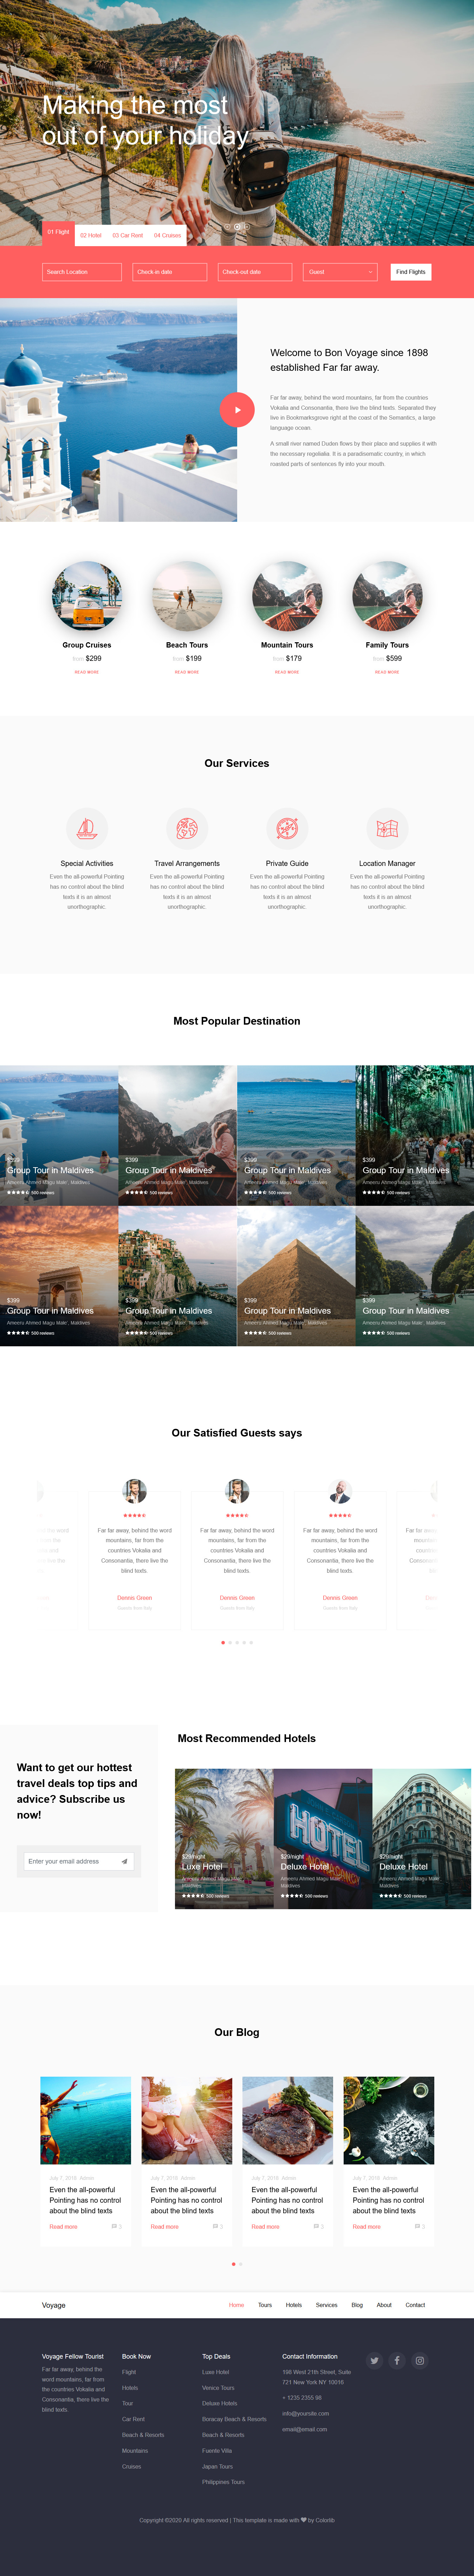 Making the most
out of your holiday
01 Flight
02 Hotel
03 Car Rent
04 Cruises
Search Location
Check-in date
Check-out date
Guest
Find Flights
Welcome to Bon Voyage since 1898
established Far far away.
Far far away, behind the word mountains, far from the countries
Vokalia and Consonantia, there live the blind texts. Separated they
live in Bookmarksgrove right at the coast of the Semantics, a large
language ocean.
A small river named Duden flows by their place and supplies it with
the necessary regelialia. It is a paradisematic country, in which
roasted parts of sentences fly into your mouth.
Group Cruises
from $299
READ MORE
Beach Tours
from $199
READ MORE
Mountain Tours
from $179
READ MORE
Family Tours
from $599
READ MORE
Our Services
Special Activities
Even the all-powerful Pointing
has no control about the blind
texts it is an almost
unorthographic.
Travel Arrangements
Even the all-powerful Pointing
has no control about the blind
texts it is an almost
unorthographic.
Private Guide
Even the all-powerful Pointing
has no control about the blind
texts it is an almost
unorthographic.
Location Manager
Even the all-powerful Pointing
has no control about the blind
texts it is an almost
unorthographic.
Most Popular Destination
$399
Group Tour in Maldives
Ameeru Ahmed Magu Male', Maldives
500 reviews
$399
Group Tour in Maldives
Ameeru Ahmed Magu Male', Maldives
500 reviews
$399
Group Tour in Maldives
Ameeru Ahmed Magu Male', Maldives
500 reviews
$399
Group Tour in Maldives
Ameeru Ahmed Magu Male', Maldives
500 reviews
$399
Group Tour in Maldives
Ameeru Ahmed Magu Male', Maldives
500 reviews
$399
Group Tour in Maldives
Ameeru Ahmed Magu Male', Maldives
500 reviews
$399
Group Tour in Maldives
Ameeru Ahmed Magu Male', Maldives
500 reviews
$399
Group Tour in Maldives
Ameeru Ahmed Magu Male', Maldives
500 reviews
Our Satisfied Guests says
Far far away, behind the word
mountains, far from the
countries Vokalia and
Consonantia, there live the
blind texts.
Dennis Green
Guests from Italy
Far far away, behind the word
mountains, far from the
countries Vokalia and
Consonantia, there live the
blind texts.
Dennis Green
Guests from Italy
Far far away, behind the word
mountains, far from the
countries Vokalia and
Consonantia, there live the
blind texts.
Dennis Green
Guests from Italy
Want to get our hottest
travel deals top tips and
advice? Subscribe us
now!
Enter your email address
Most Recommended Hotels
$29/night
Luxe Hotel
Ameeru Ahmed Magu Male',
Maldives
500 reviews
HOTEL
$29/night
Deluxe Hotel
Ameeru Ahmed Magu Male',
Maldives
500 reviews
$29/night
Deluxe Hotel
Ameeru Ahmed Magu Male',
Maldives
500 reviews
Our Blog
July 7, 2018 Admin
Even the all-powerful
Pointing has no control
about the blind texts
Read more
3
July 7, 2018 Admin
Even the all-powerful
Pointing has no control
about the blind texts
Read more
3
July 7, 2018 Admin
Even the all-powerful
Pointing has no control
about the blind texts
Read more
3
July 7, 2018 Admin
Even the all-powerful
Pointing has no control
about the blind texts
Read more
3
Voyage
Home
Tours
Hotels
Services
Blog
About
Contact
Voyage Fellow Tourist
Far far away, behind the
word mountains, far from
the countries Vokalia and
Consonantia, there live the
blind texts.
Book Now
Flight
Hotels
Tour
Car Rent
Beach & Resorts
Mountains
Cruises
Top Deals
Luxe Hotel
Venice Tours
Deluxe Hotels
Boracay Beach & Resorts
Beach & Resorts
Fuente Villa
Japan Tours
Philippines Tours
Contact Information
198 West 21th Street, Suite
721 New York NY 10016
+ 1235 2355 98
info@yoursite.com
email@email.com
Copyright ©2020 All rights reserved | This template is made with by Colorlib